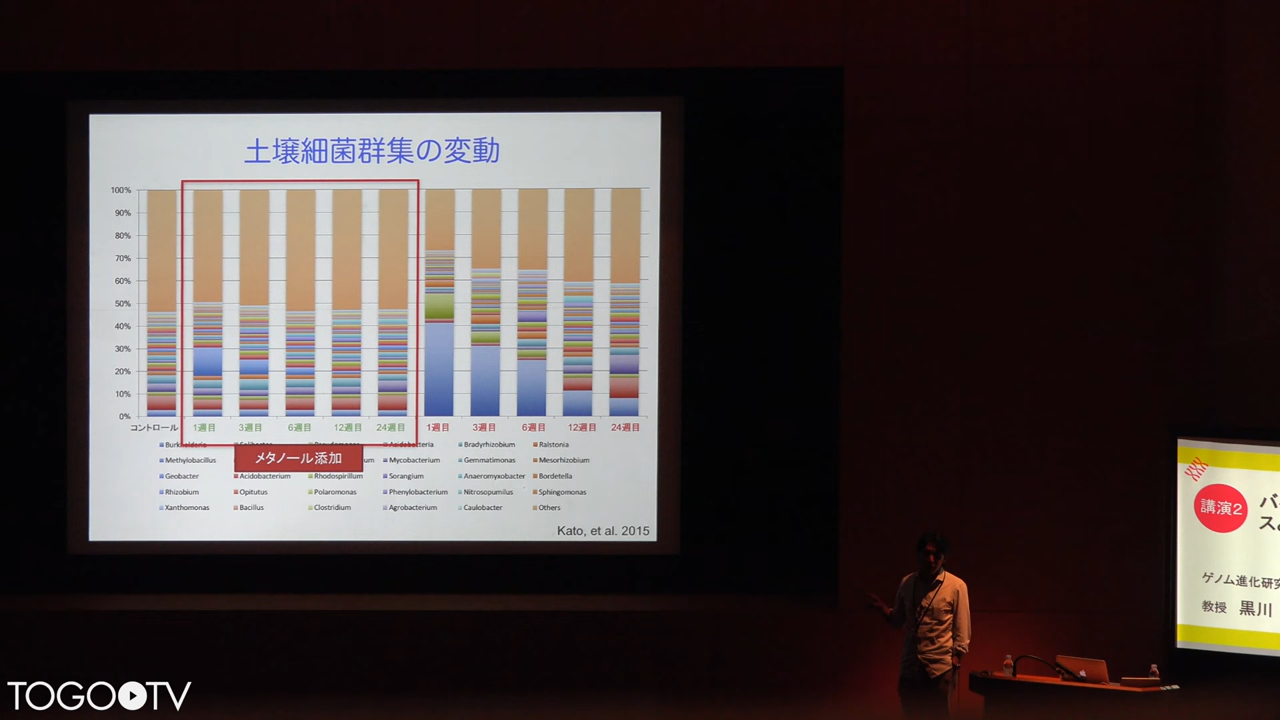 土壌細菌群集の変動
100%
90%
80%
70%
60%
50%
40%
30%
20%
10%
0%
コントロール 1週目 3週目 6週目 12週目 24週目 1週目 3週目 6週目 12週目 24週目
Bradyrhizobium Ralstonia
メタノール添加
Methylobacillus Mycobacterium Gemmatimonas Mesorhizobium
Geobacter Acidobacterium Rhodospirillum Sorangium Anaeromyxobacter Bordetella
Rhizobium Opitutus Polaromonas Phenylobacterium Nitrosopumilus Sphingomonas
Xanthomonas Bacillus Clostridium Agrobacterium Caulobacter Others
Kato, et al. 2015
講演2
バ
ス
ゲノム進化研究
教授 黒川
TOGO TV